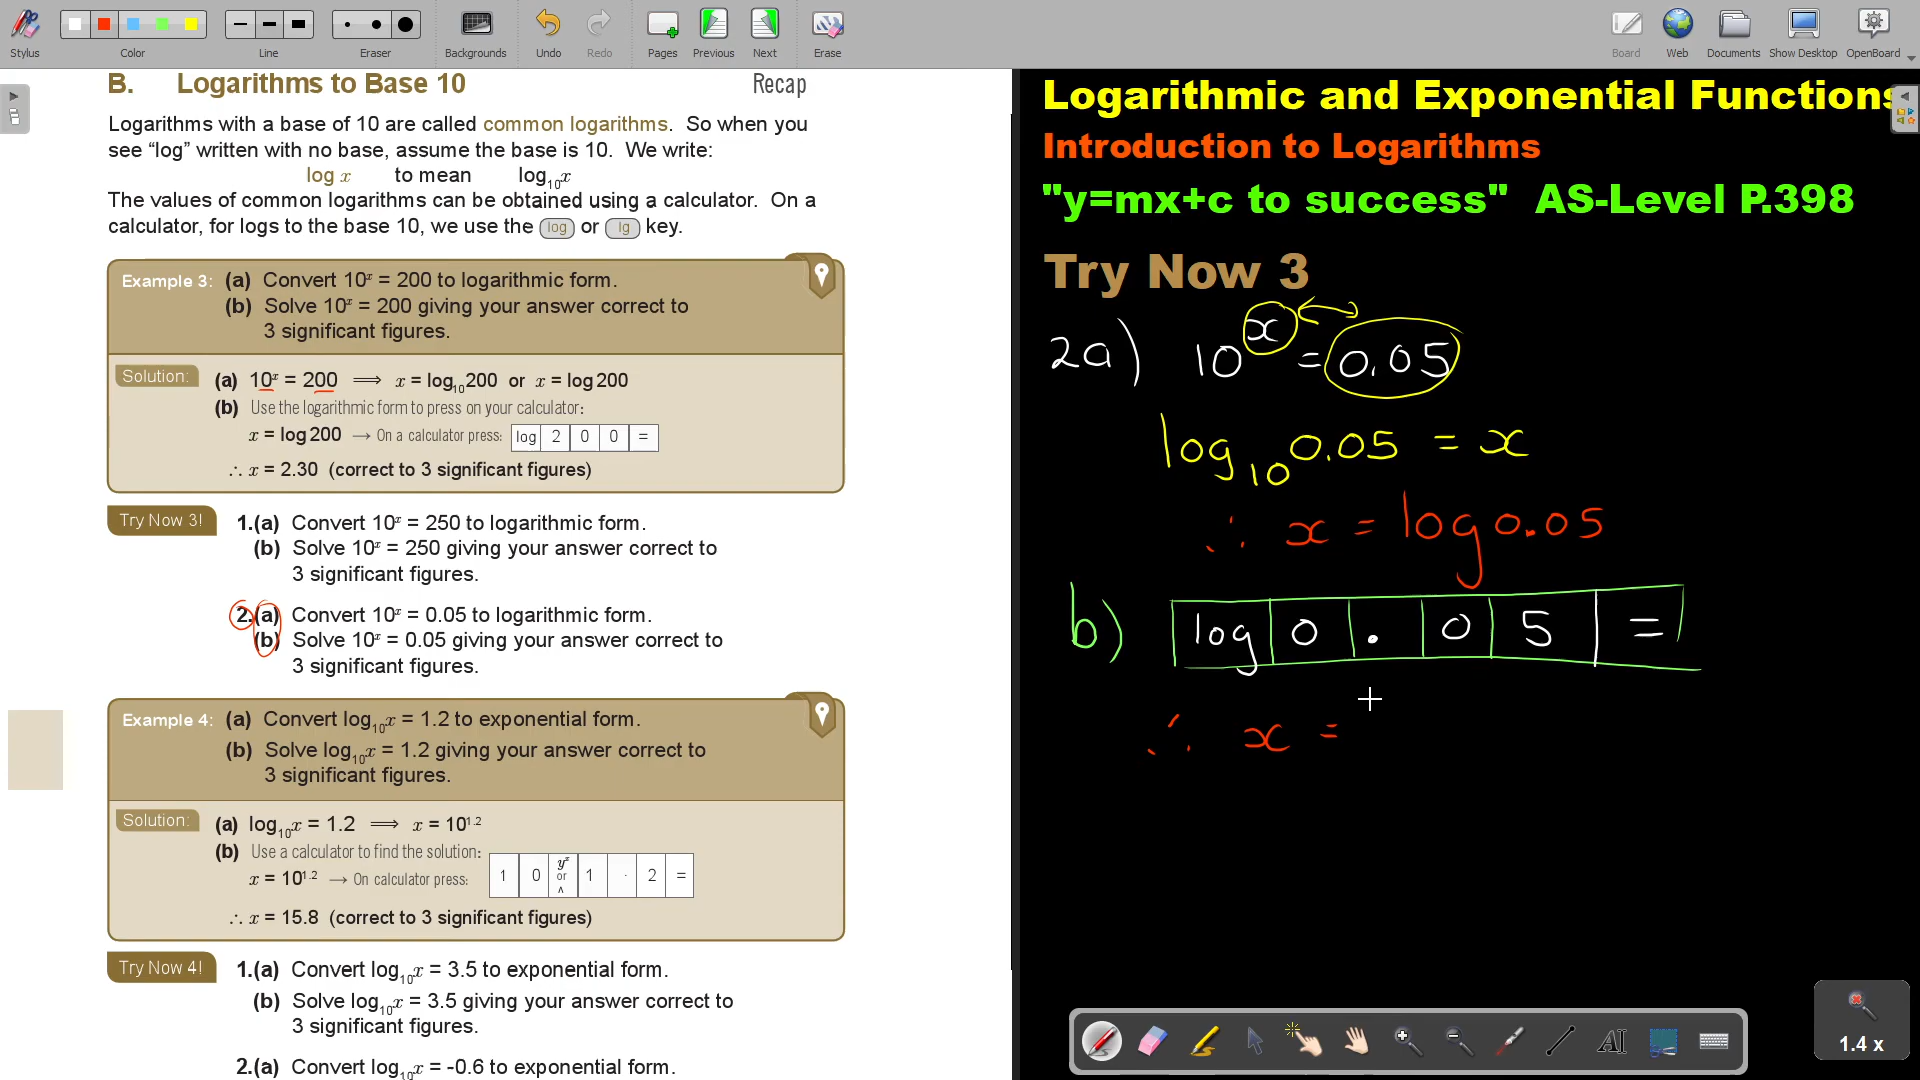 Stylus
Color
Line
Eraser
Backgrounds
Undo
Redo
Pages
Previous
Next
Erase
Board
Web
Documents
Show Desktop
OpenBoard
B. Logarithms to Base 10
Recap
Logarithms with a base of 10 are called common logarithms. So when you
see “log” written with no base, assume the base is 10. We write:
log x to mean log₁₀x
The values of common logarithms can be obtained using a calculator. On a
calculator, for logs to the base 10, we use the log or lg key.
Example 3: (a) Convert 10ˣ = 200 to logarithmic form.
(b) Solve 10ˣ = 200 giving your answer correct to
3 significant figures.
Solution: (a) 10ˣ = 200 ⟹ x = log₁₀200 or x = log 200
(b) Use the logarithmic form to press on your calculator:
x = log 200 → On a calculator press: log 2 0 0 =
∴ x = 2.30 (correct to 3 significant figures)
Try Now 3! 1.(a) Convert 10ˣ = 250 to logarithmic form.
(b) Solve 10ˣ = 250 giving your answer correct to
3 significant figures.
2.(a) Convert 10ˣ = 0.05 to logarithmic form.
(b) Solve 10ˣ = 0.05 giving your answer correct to
3 significant figures.
Example 4: (a) Convert log₁₀x = 1.2 to exponential form.
(b) Solve log₁₀x = 1.2 giving your answer correct to
3 significant figures.
Solution: (a) log₁₀x = 1.2 ⟹ x = 10¹·²
(b) Use a calculator to find the solution:
x = 10¹·² → On calculator press: 1 0 yˣ or ^ 1 · 2 =
∴ x = 15.8 (correct to 3 significant figures)
Try Now 4! 1.(a) Convert log₁₀x = 3.5 to exponential form.
(b) Solve log₁₀x = 3.5 giving your answer correct to
3 significant figures.
2.(a) Convert log₁₀x = -0.6 to exponential form.
Logarithmic and Exponential Functions
Introduction to Logarithms
"y=mx+c to success" AS-Level P.398
Try Now 3
2a) 10ˣ = 0.05
log₁₀ 0.05 = x
∴ x = log 0.05
b) log 0 . 0 5 =
∴ x =
AI
1.4 x